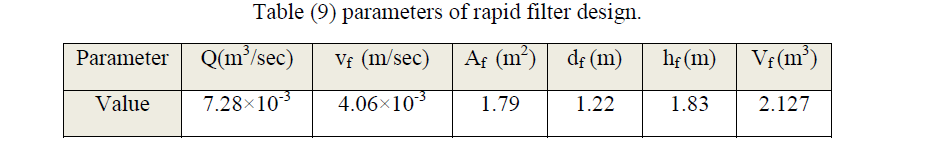 Table (9) parameters of rapid filter design.
Parameter Q(m³/sec) vf (m/sec) Af (m²) df (m) hf (m) Vf (m³)
Value 7.28×10⁻³ 4.06×10⁻³ 1.79 1.22 1.83 2.127